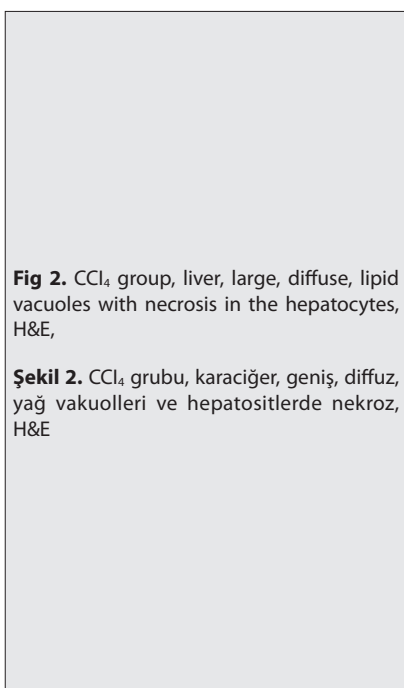 Fig 2. CCl₄ group, liver, large, diffuse, lipid
vacuoles with necrosis in the hepatocytes,
H&E,
Şekil 2. CCl₄ grubu, karaciğer, geniş, diffuz,
yağ vakuolleri ve hepatositlerde nekroz,
H&E